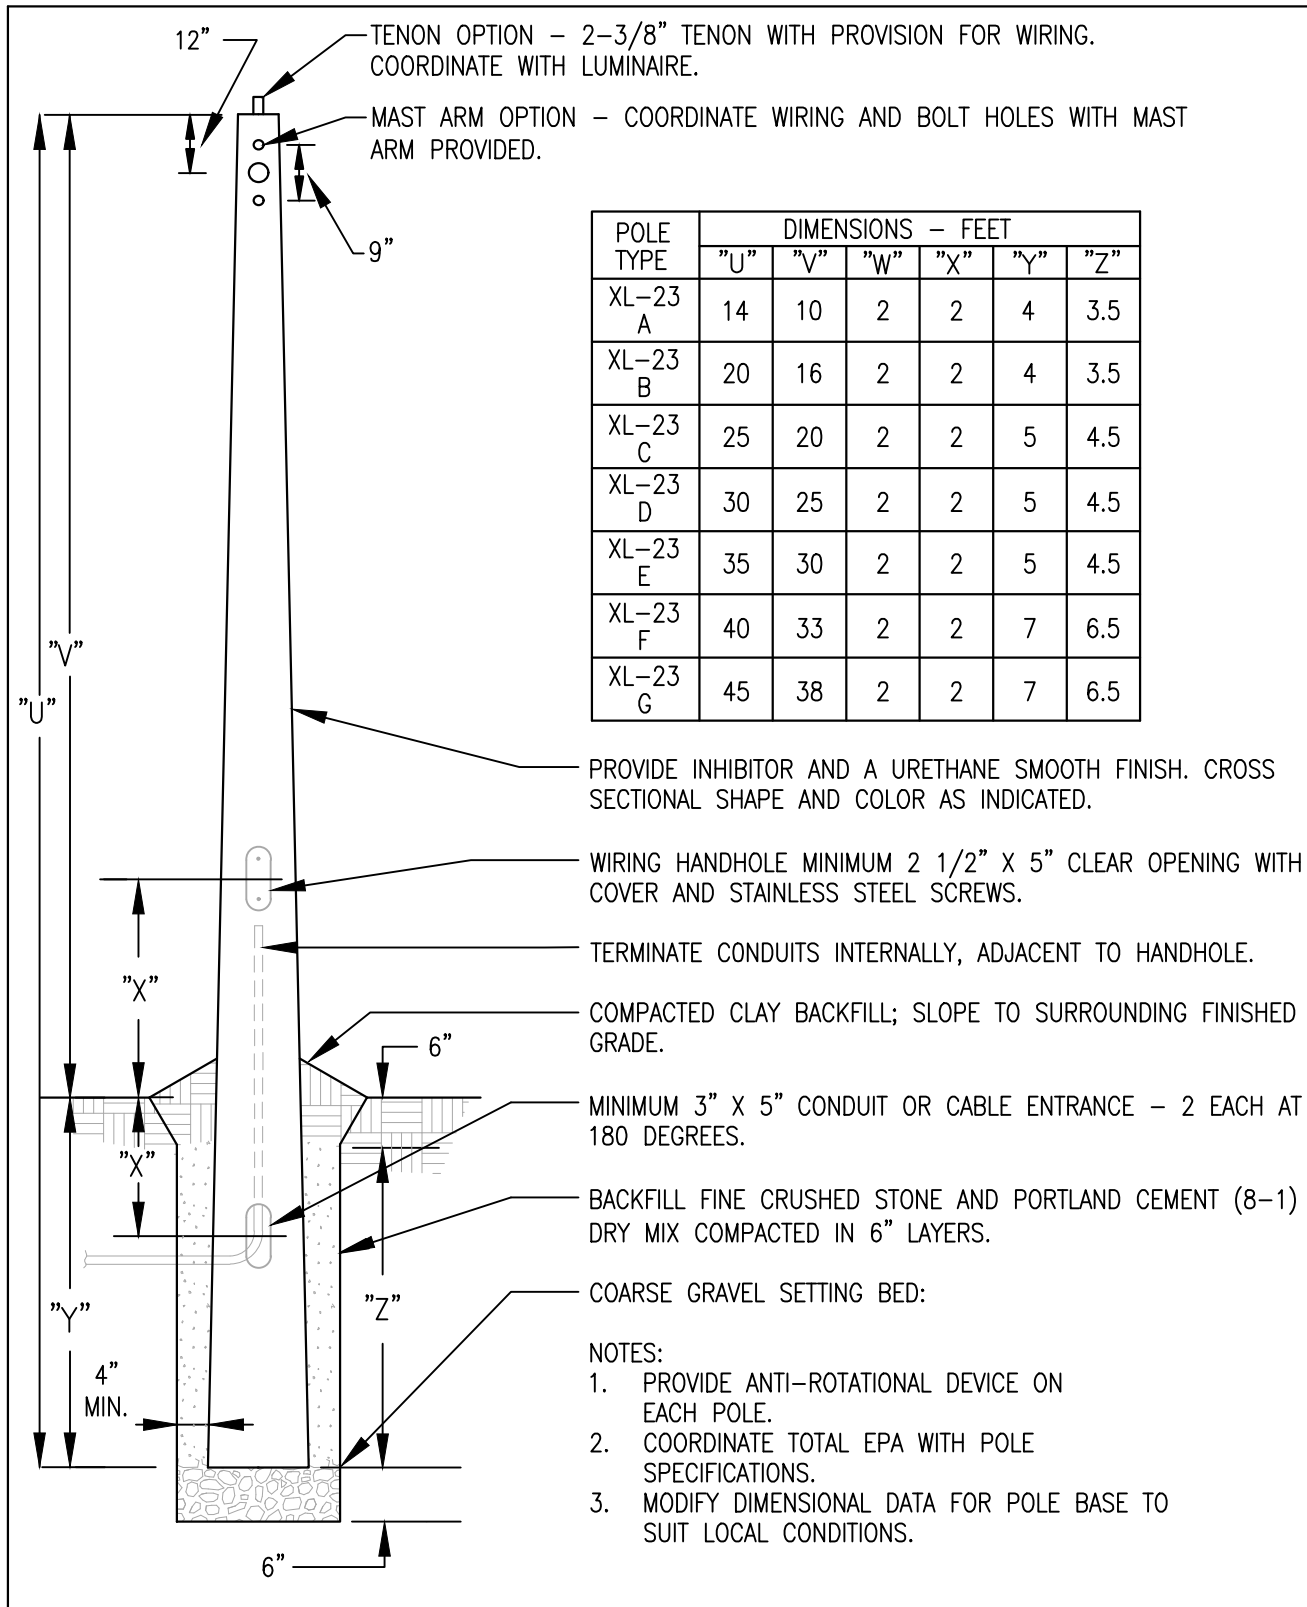 12"
TENON OPTION – 2-3/8" TENON WITH PROVISION FOR WIRING.
COORDINATE WITH LUMINAIRE.
MAST ARM OPTION – COORDINATE WIRING AND BOLT HOLES WITH MAST
ARM PROVIDED.
9"
POLE TYPE DIMENSIONS – FEET
"U" "V" "W" "X" "Y" "Z"
XL-23 A 14 10 2 2 4 3.5
XL-23 B 20 16 2 2 4 3.5
XL-23 C 25 20 2 2 5 4.5
XL-23 D 30 25 2 2 5 4.5
XL-23 E 35 30 2 2 5 4.5
XL-23 F 40 33 2 2 7 6.5
XL-23 G 45 38 2 2 7 6.5
"V"
"U"
PROVIDE INHIBITOR AND A URETHANE SMOOTH FINISH. CROSS
SECTIONAL SHAPE AND COLOR AS INDICATED.
WIRING HANDHOLE MINIMUM 2 1/2" X 5" CLEAR OPENING WITH
COVER AND STAINLESS STEEL SCREWS.
TERMINATE CONDUITS INTERNALLY, ADJACENT TO HANDHOLE.
"X"
COMPACTED CLAY BACKFILL; SLOPE TO SURROUNDING FINISHED
GRADE.
6"
MINIMUM 3" X 5" CONDUIT OR CABLE ENTRANCE – 2 EACH AT
180 DEGREES.
"X"
BACKFILL FINE CRUSHED STONE AND PORTLAND CEMENT (8-1)
DRY MIX COMPACTED IN 6" LAYERS.
COARSE GRAVEL SETTING BED:
"Y"
"Z"
4"
MIN.
6"
NOTES:
1. PROVIDE ANTI-ROTATIONAL DEVICE ON
EACH POLE.
2. COORDINATE TOTAL EPA WITH POLE
SPECIFICATIONS.
3. MODIFY DIMENSIONAL DATA FOR POLE BASE TO
SUIT LOCAL CONDITIONS.